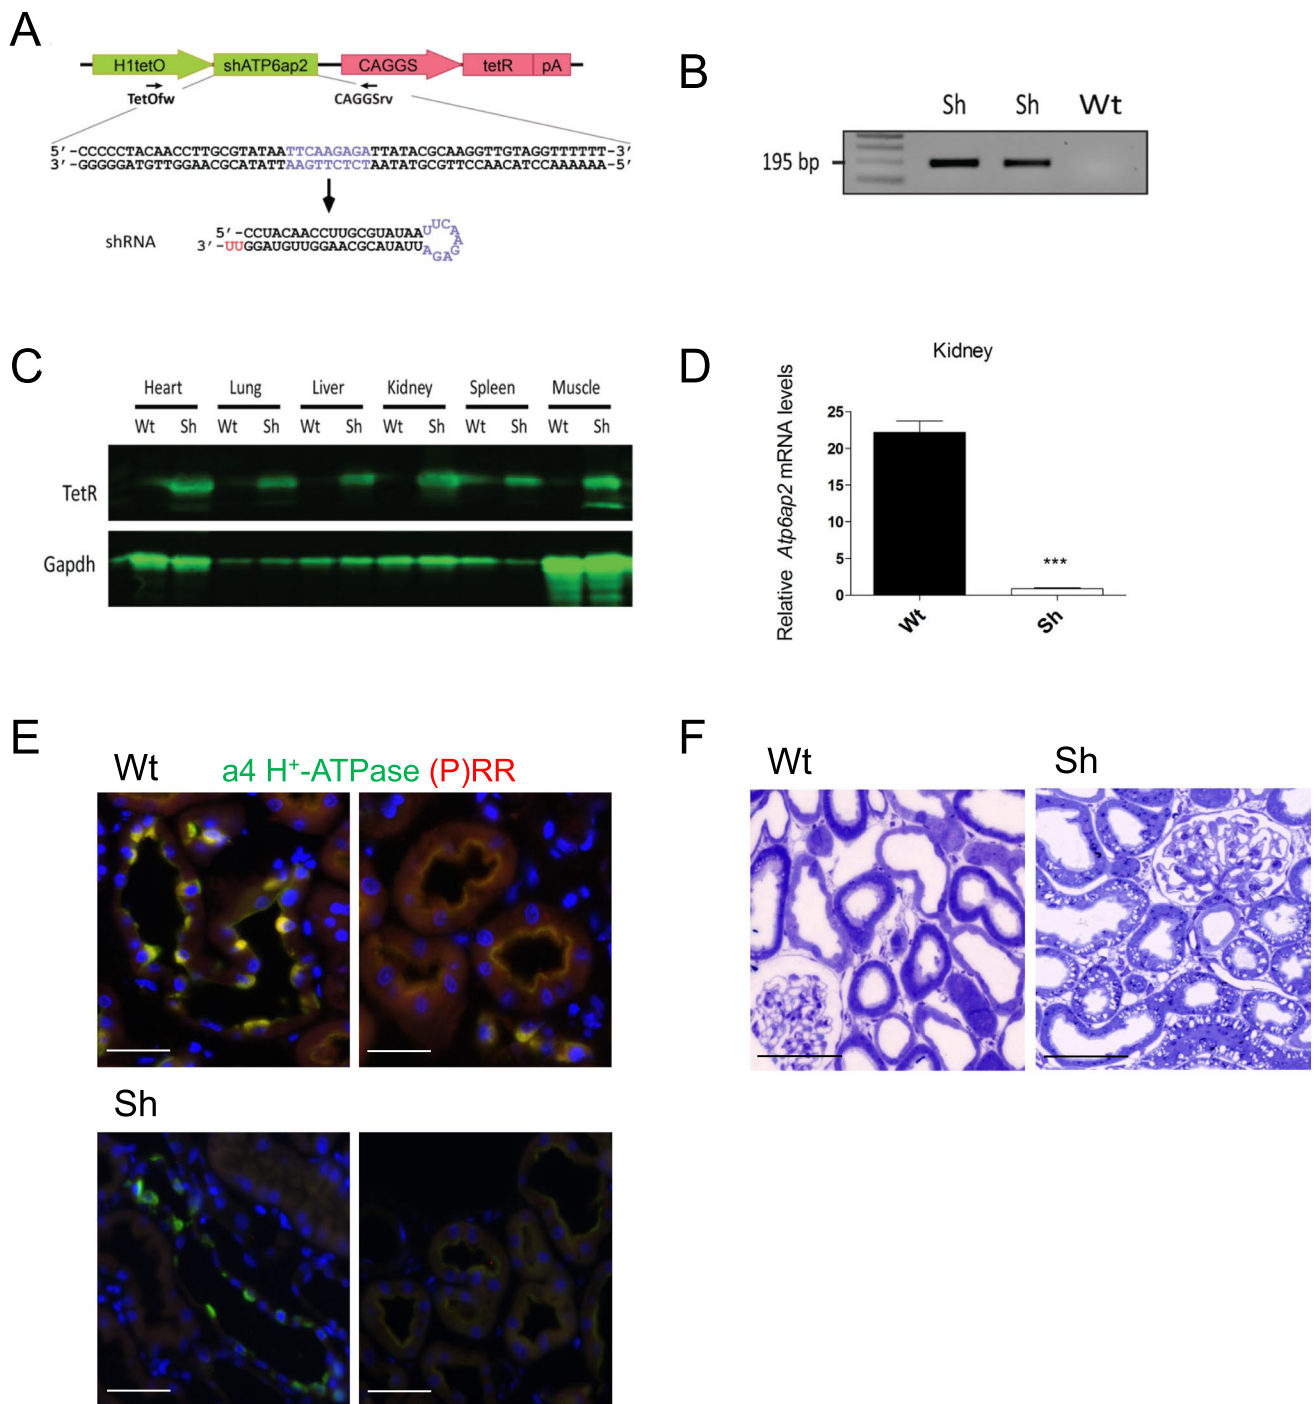 A
H1tetO shATP6ap2 CAGGS tetR pA
TetOfw CAGGSrv
5′-CCCCCTACAACCTTGCGTATAATTCAAGAGATTATACGCAAGGTTGTAGGTTTTTT-3′
3′-GGGGGATGTTGGAACGCATATTAAGTTCTCTAATATGCGTTCCAACATCCAAAAAA-5′
shRNA
5′-CCUACAACCUUGCGUAUAAUUCAAGAGA
3′-UUGGAUGUUGGAACGCAUAUU
B
Sh Sh Wt
195 bp
C
Heart Lung Liver Kidney Spleen Muscle
Wt Sh Wt Sh Wt Sh Wt Sh Wt Sh Wt Sh
TetR
Gapdh
D
Kidney
Relative Atp6ap2 mRNA levels
25
20
15
10
5
0
***
Wt Sh
E
Wt a4 H⁺-ATPase (P)RR
Sh
F
Wt Sh